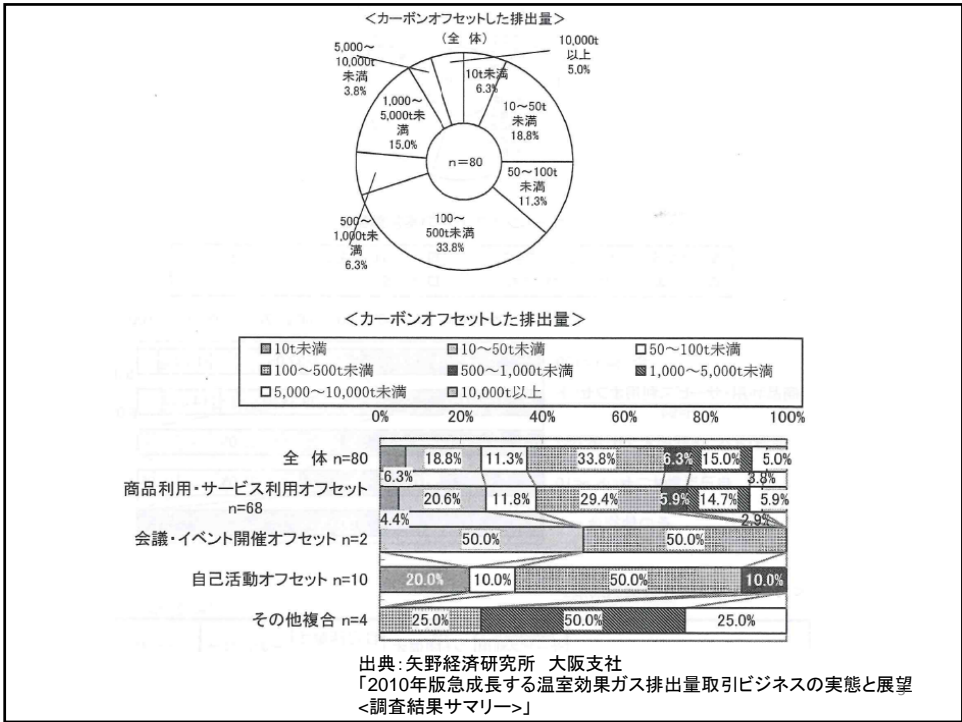 <カーボンオフセットした排出量>
(全 体)
10,000t
以上
5.0%
5,000～
10,000t
未満
3.8%
10t未満
6.3%
1,000～
5,000t未
満
15.0%
10～50t
未満
18.8%
n=80
50～100t
未満
11.3%
500～
1,000t未
満
6.3%
100～
500t未満
33.8%
<カーボンオフセットした排出量>
10t未満 10～50t未満 50～100t未満
100～500t未満 500～1,000t未満 1,000～5,000t未満
5,000～10,000t未満 10,000t以上
0% 20% 40% 60% 80% 100%
全 体 n=80 18.8% 11.3% 33.8% 6.3% 15.0% 5.0%
6.3% 3.8%
商品利用・サービス利用オフセット
n=68
20.6% 11.8% 29.4% 5.9% 14.7% 5.9%
4.4% 2.9%
会議・イベント開催オフセット n=2 50.0% 50.0%
自己活動オフセット n=10 20.0% 10.0% 50.0% 10.0%
その他複合 n=4 25.0% 50.0% 25.0%
出典：矢野経済研究所 大阪支社
「2010年版急成長する温室効果ガス排出量取引ビジネスの実態と展望
<調査結果サマリー>」